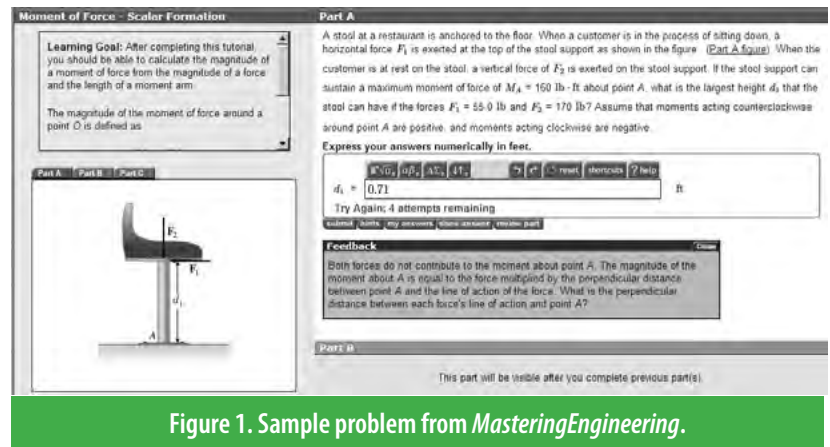 Moment of Force - Scalar Formation
Learning Goal: After completing this tutorial,
you should be able to calculate the magnitude of
a moment of force from the magnitude of a force
and the length of a moment arm.
The magnitude of the moment of force around a
point O is defined as
Part A Part B Part C
F₂
F₁
d₁
A
Part A
A stool at a restaurant is anchored to the floor. When a customer is in the process of sitting down, a
horizontal force F₁ is exerted at the top of the stool support as shown in the figure. (Part A figure) When the
customer is at rest on the stool, a vertical force of F₂ is exerted on the stool support. If the stool support can
sustain a maximum moment of force of M_A = 160 lb · ft about point A, what is the largest height d₁ that the
stool can have if the forces F₁ = 55.0 lb and F₂ = 170 lb? Assume that moments acting counterclockwise
around point A are positive, and moments acting clockwise are negative.
Express your answers numerically in feet.
reset shortcuts ? help
d₁ = 0.71 ft
Try Again; 4 attempts remaining
submit hints my answers show answer review part
Feedback Close
Both forces do not contribute to the moment about point A. The magnitude of the
moment about A is equal to the force multiplied by the perpendicular distance
between point A and the line of action of the force. What is the perpendicular
distance between each force's line of action and point A?
Part B
This part will be visible after you complete previous part(s).
Figure 1. Sample problem from MasteringEngineering.